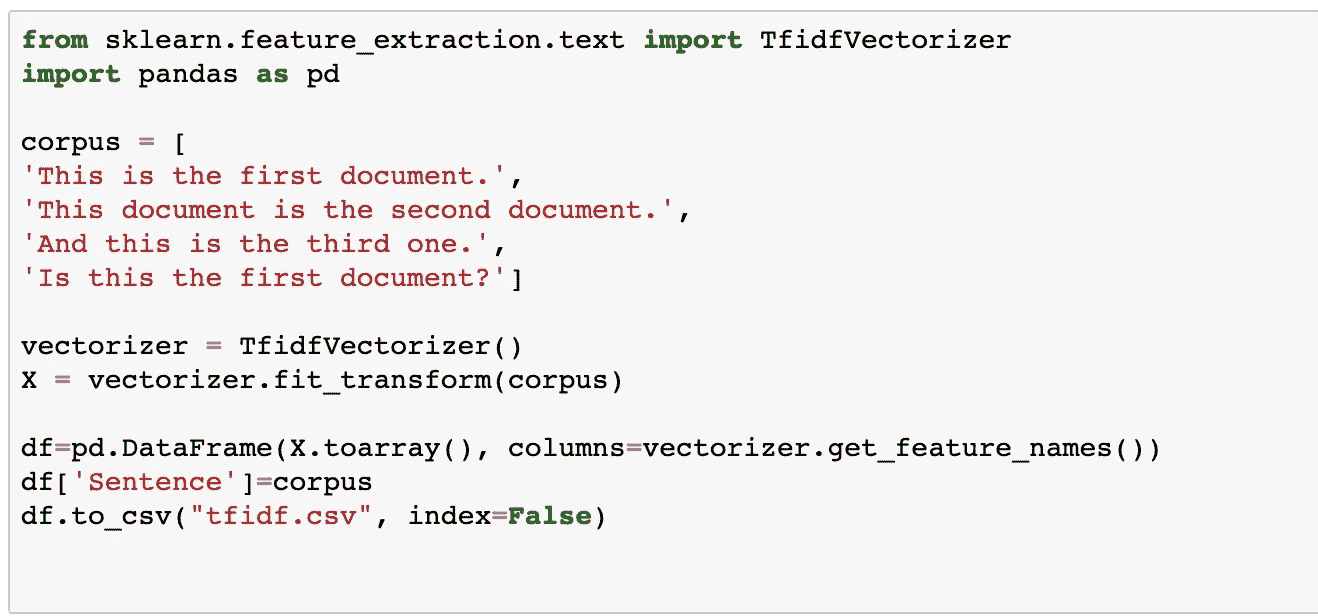 from sklearn.feature_extraction.text import TfidfVectorizer
import pandas as pd
corpus = [
'This is the first document.',
'This document is the second document.',
'And this is the third one.',
'Is this the first document?']
vectorizer = TfidfVectorizer()
X = vectorizer.fit_transform(corpus)
df=pd.DataFrame(X.toarray(), columns=vectorizer.get_feature_names())
df['Sentence']=corpus
df.to_csv("tfidf.csv", index=False)